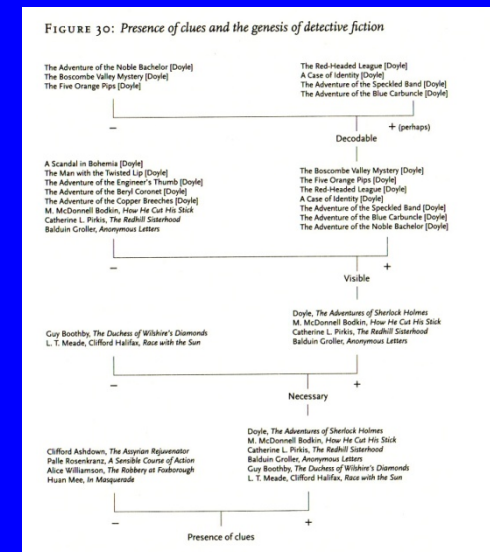 FIGURE 30: Presence of clues and the genesis of detective fiction
The Adventure of the Noble Bachelor [Doyle]
The Boscombe Valley Mystery [Doyle]
The Five Orange Pips [Doyle]
The Red-Headed League [Doyle]
A Case of Identity [Doyle]
The Adventure of the Speckled Band [Doyle]
The Adventure of the Blue Carbuncle [Doyle]
–
+ (perhaps)
Decodable
A Scandal in Bohemia [Doyle]
The Man with the Twisted Lip [Doyle]
The Adventure of the Engineer's Thumb [Doyle]
The Adventure of the Beryl Coronet [Doyle]
The Adventure of the Copper Breeches [Doyle]
M. McDonnell Bodkin, How He Cut His Stick
Catherine L. Pirkis, The Redhill Sisterhood
Balduin Groller, Anonymous Letters
The Boscombe Valley Mystery [Doyle]
The Five Orange Pips [Doyle]
The Red-Headed League [Doyle]
A Case of Identity [Doyle]
The Adventure of the Speckled Band [Doyle]
The Adventure of the Blue Carbuncle [Doyle]
The Adventure of the Noble Bachelor [Doyle]
–
+
Visible
Guy Boothby, The Duchess of Wilshire's Diamonds
L. T. Meade, Clifford Halifax, Race with the Sun
Doyle, The Adventures of Sherlock Holmes
M. McDonnell Bodkin, How He Cut His Stick
Catherine L. Pirkis, The Redhill Sisterhood
Balduin Groller, Anonymous Letters
–
+
Necessary
Clifford Ashdown, The Assyrian Rejuvenator
Palle Rosenkranz, A Sensible Course of Action
Alice Williamson, The Robbery at Foxborough
Huan Mee, In Masquerade
Doyle, The Adventures of Sherlock Holmes
M. McDonnell Bodkin, How He Cut His Stick
Catherine L. Pirkis, The Redhill Sisterhood
Balduin Groller, Anonymous Letters
Guy Boothby, The Duchess of Wilshire's Diamonds
L. T. Meade, Clifford Halifax, Race with the Sun
–
+
Presence of clues